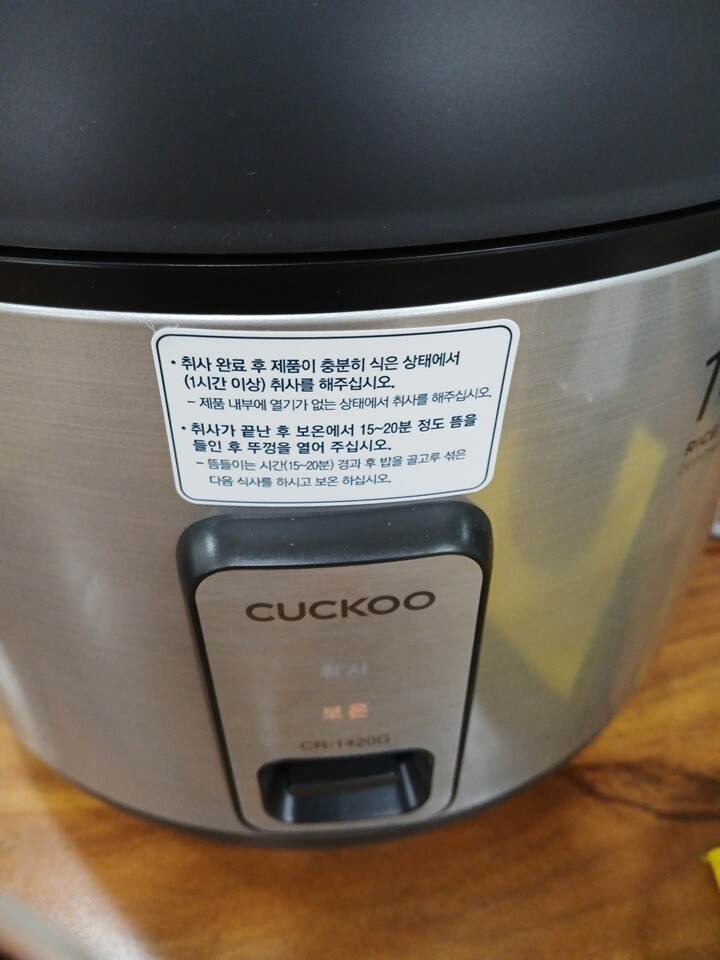 • 취사 완료 후 제품이 충분히 식은 상태에서
(1시간 이상) 취사를 해주십시오.
– 제품 내부에 열기가 없는 상태에서 취사를 해주십시오.
• 취사가 끝난 후 보온에서 15~20분 정도 뜸을
들인 후 뚜껑을 열어 주십시오.
– 뜸들이는 시간(15~20분) 경과 후 밥을 골고루 섞은
다음 식사를 하시고 보온 하십시오.
CUCKOO
취사
보온
CR-1420G
RICE